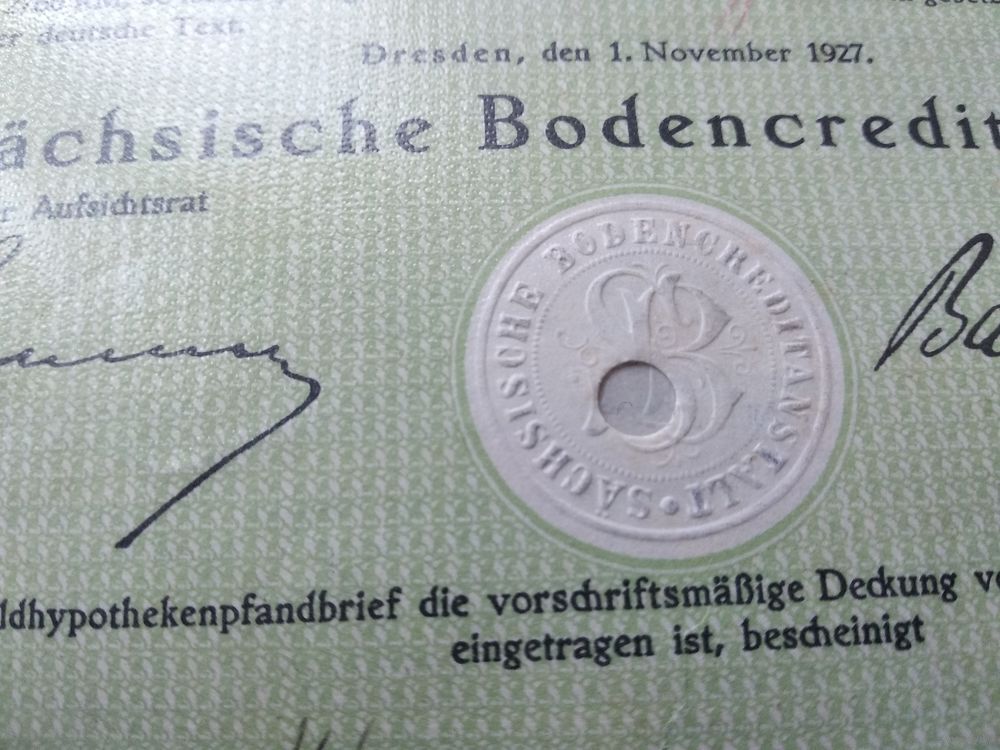 deutsche Text.
Dresden, den 1. November 1927.
ächsische Bodencredit
r Aufsichtsrat
SÄCHSISCHE BODENCREDITANSTALT
ldhypothekenpfandbrief die vorschriftsmäßige Deckung v
eingetragen ist, bescheinigt